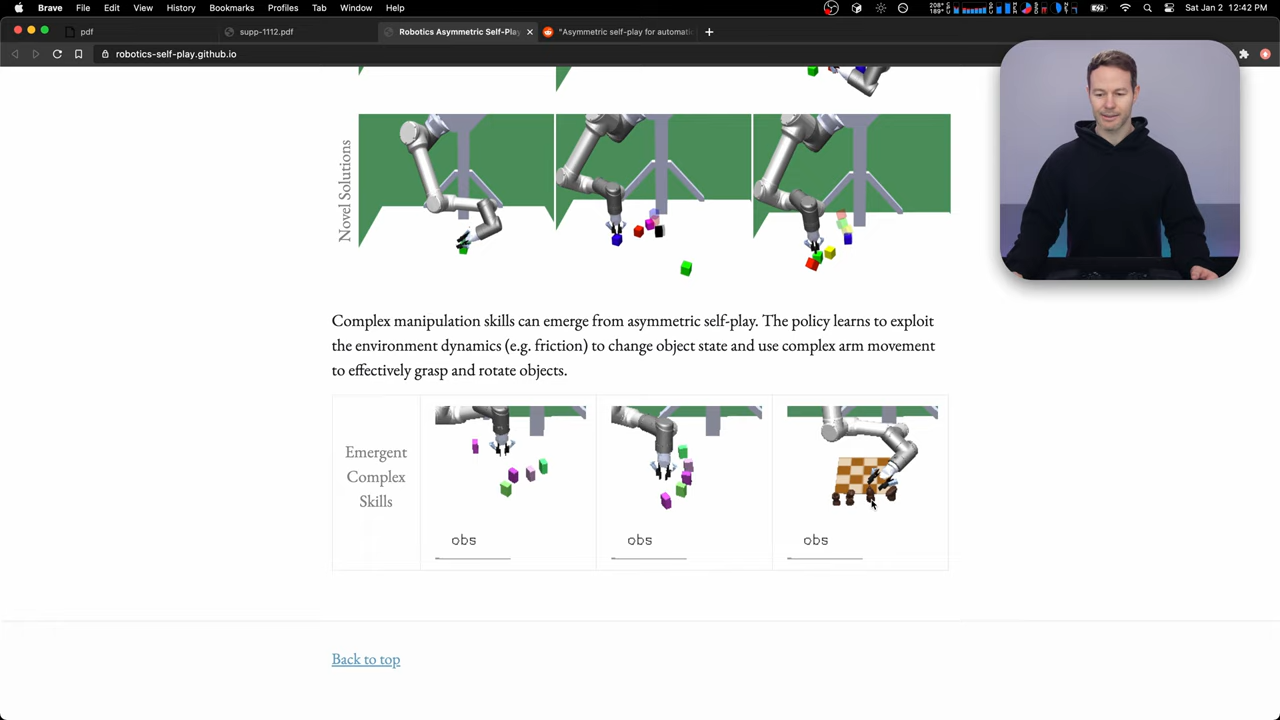 Brave File Edit View History Bookmarks Profiles Tab Window Help
208°
189°
Sat Jan 2 12:42 PM
pdf
supp-1112.pdf
Robotics Asymmetric Self-Play
"Asymmetric self-play for automati
robotics-self-play.github.io
Novel Solutions
Complex manipulation skills can emerge from asymmetric self-play. The policy learns to exploit
the environment dynamics (e.g. friction) to change object state and use complex arm movement
to effectively grasp and rotate objects.
Emergent
Complex
Skills
obs
obs
obs
Back to top